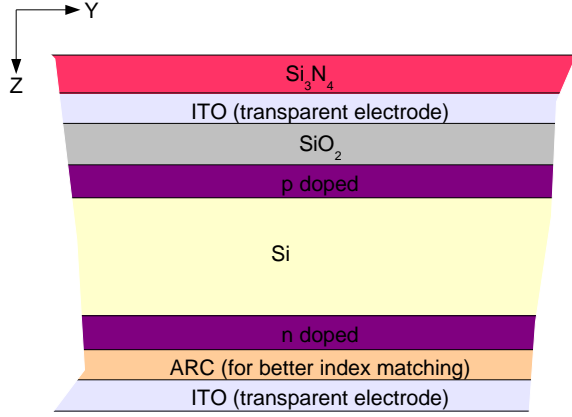 Y
Z
Si₃N₄
ITO (transparent electrode)
SiO₂
p doped
Si
n doped
ARC (for better index matching)
ITO (transparent electrode)